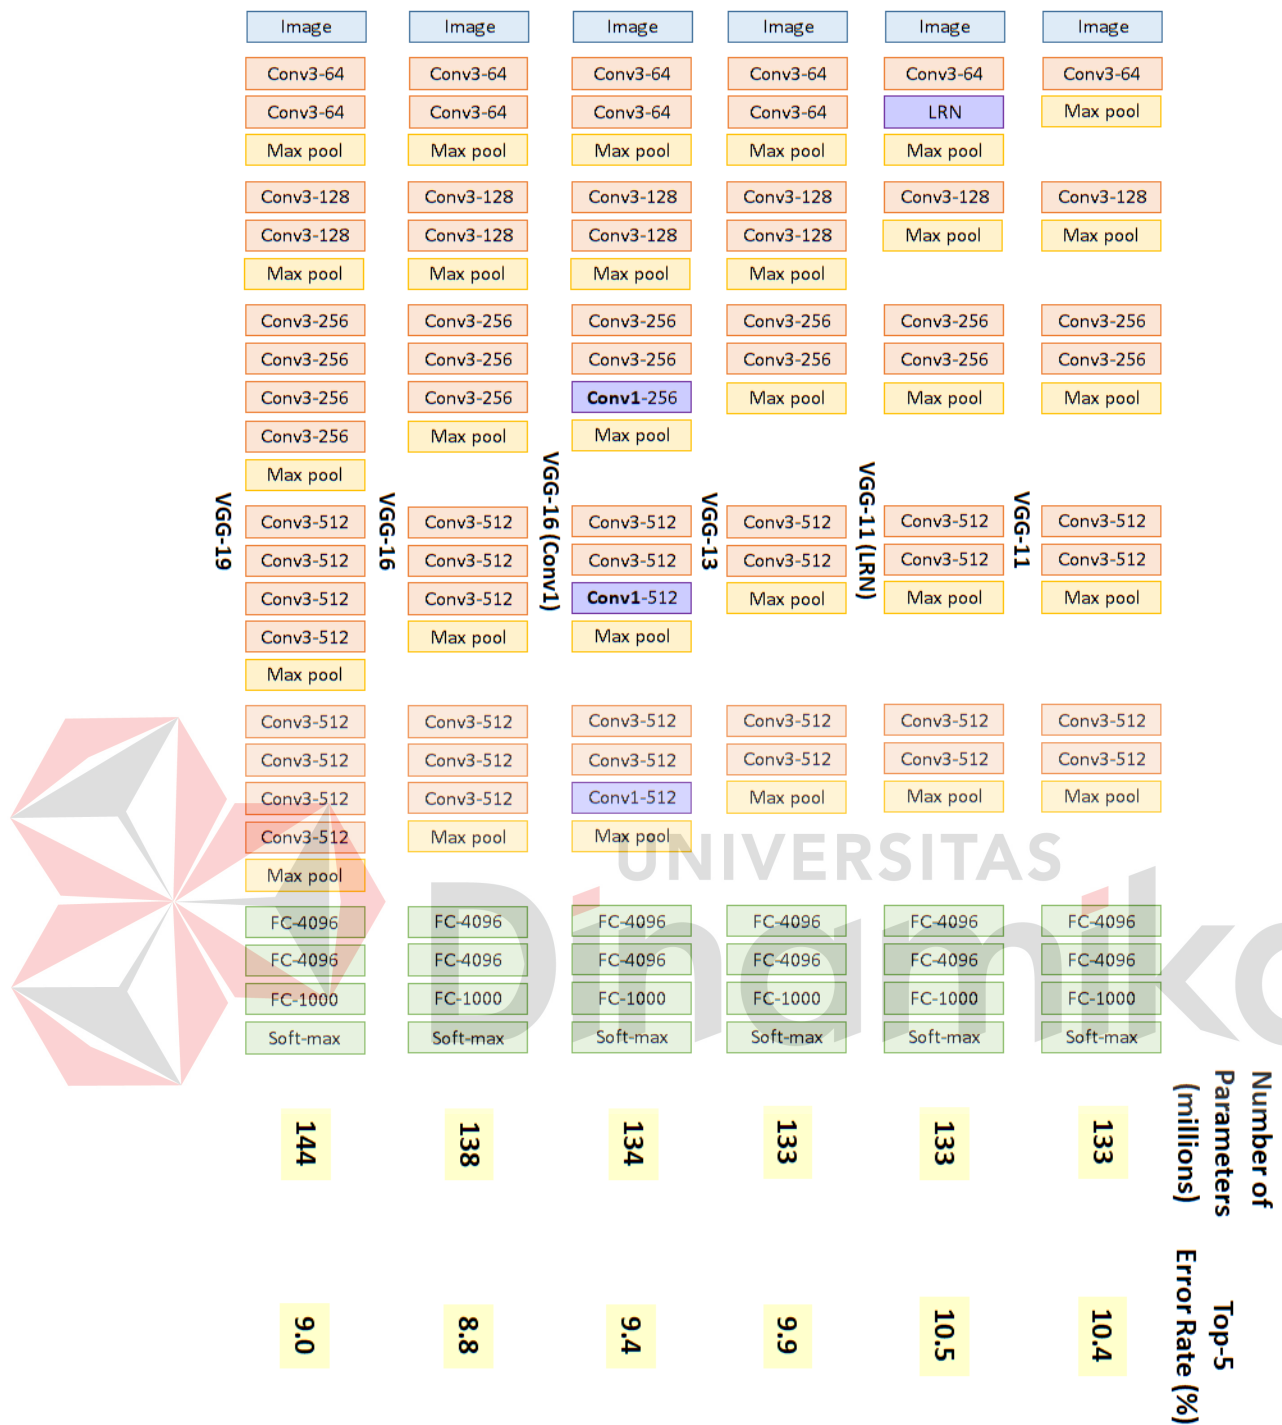 Image
Conv3-64
Conv3-64
Max pool
Conv3-128
Conv3-128
Max pool
Conv3-256
Conv3-256
Conv3-256
Conv3-256
Max pool
Conv3-512
Conv3-512
Conv3-512
Conv3-512
Max pool
Conv3-512
Conv3-512
Conv3-512
Conv3-512
Max pool
FC-4096
FC-4096
FC-1000
Soft-max
VGG-19
144
9.0
Image
Conv3-64
Conv3-64
Max pool
Conv3-128
Conv3-128
Max pool
Conv3-256
Conv3-256
Conv3-256
Max pool
Conv3-512
Conv3-512
Conv3-512
Max pool
Conv3-512
Conv3-512
Conv3-512
Max pool
FC-4096
FC-4096
FC-1000
Soft-max
VGG-16
138
8.8
Image
Conv3-64
Conv3-64
Max pool
Conv3-128
Conv3-128
Max pool
Conv3-256
Conv3-256
Conv1-256
Max pool
Conv3-512
Conv3-512
Conv1-512
Max pool
Conv3-512
Conv3-512
Conv1-512
Max pool
FC-4096
FC-4096
FC-1000
Soft-max
VGG-16 (Conv1)
134
9.4
Image
Conv3-64
Conv3-64
Max pool
Conv3-128
Conv3-128
Max pool
Conv3-256
Conv3-256
Max pool
Conv3-512
Conv3-512
Max pool
Conv3-512
Conv3-512
Max pool
FC-4096
FC-4096
FC-1000
Soft-max
VGG-13
133
9.9
Image
Conv3-64
LRN
Max pool
Conv3-128
Max pool
Conv3-256
Conv3-256
Max pool
Conv3-512
Conv3-512
Max pool
Conv3-512
Conv3-512
Max pool
FC-4096
FC-4096
FC-1000
Soft-max
VGG-11 (LRN)
133
10.5
Image
Conv3-64
Max pool
Conv3-128
Max pool
Conv3-256
Conv3-256
Max pool
Conv3-512
Conv3-512
Max pool
Conv3-512
Conv3-512
Max pool
FC-4096
FC-4096
FC-1000
Soft-max
VGG-11
133
10.4
Number of
Parameters
(millions)
Top-5
Error Rate (%)
UNIVERSITAS
Dinamika